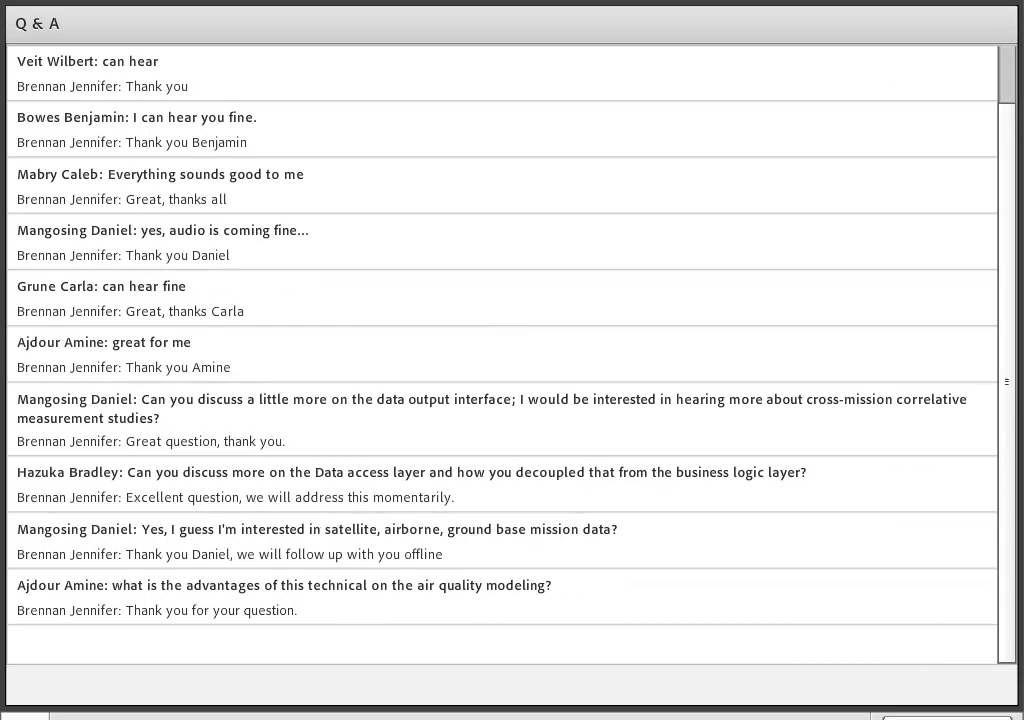 Q & A
Veit Wilbert: can hear
Brennan Jennifer: Thank you
Bowes Benjamin: I can hear you fine.
Brennan Jennifer: Thank you Benjamin
Mabry Caleb: Everything sounds good to me
Brennan Jennifer: Great, thanks all
Mangosing Daniel: yes, audio is coming fine...
Brennan Jennifer: Thank you Daniel
Grune Carla: can hear fine
Brennan Jennifer: Great, thanks Carla
Ajdour Amine: great for me
Brennan Jennifer: Thank you Amine
Mangosing Daniel: Can you discuss a little more on the data output interface; I would be interested in hearing more about cross-mission correlative
measurement studies?
Brennan Jennifer: Great question, thank you.
Hazuka Bradley: Can you discuss more on the Data access layer and how you decoupled that from the business logic layer?
Brennan Jennifer: Excellent question, we will address this momentarily.
Mangosing Daniel: Yes, I guess I'm interested in satellite, airborne, ground base mission data?
Brennan Jennifer: Thank you Daniel, we will follow up with you offline
Ajdour Amine: what is the advantages of this technical on the air quality modeling?
Brennan Jennifer: Thank you for your question.